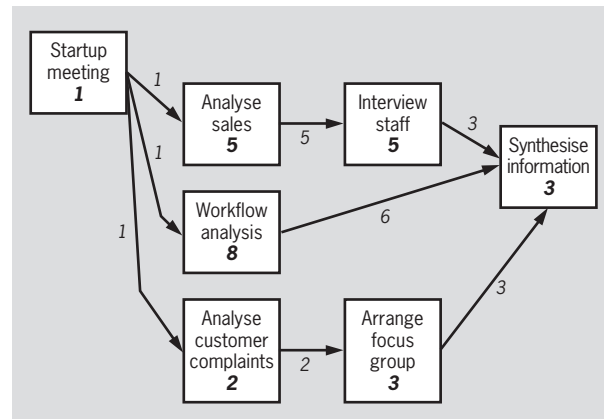 Startup
meeting
1
1
Analyse
sales
5
5
Interview
staff
5
3
Synthesise
information
3
1
Workflow
analysis
8
6
1
Analyse
customer
complaints
2
2
Arrange
focus
group
3
3